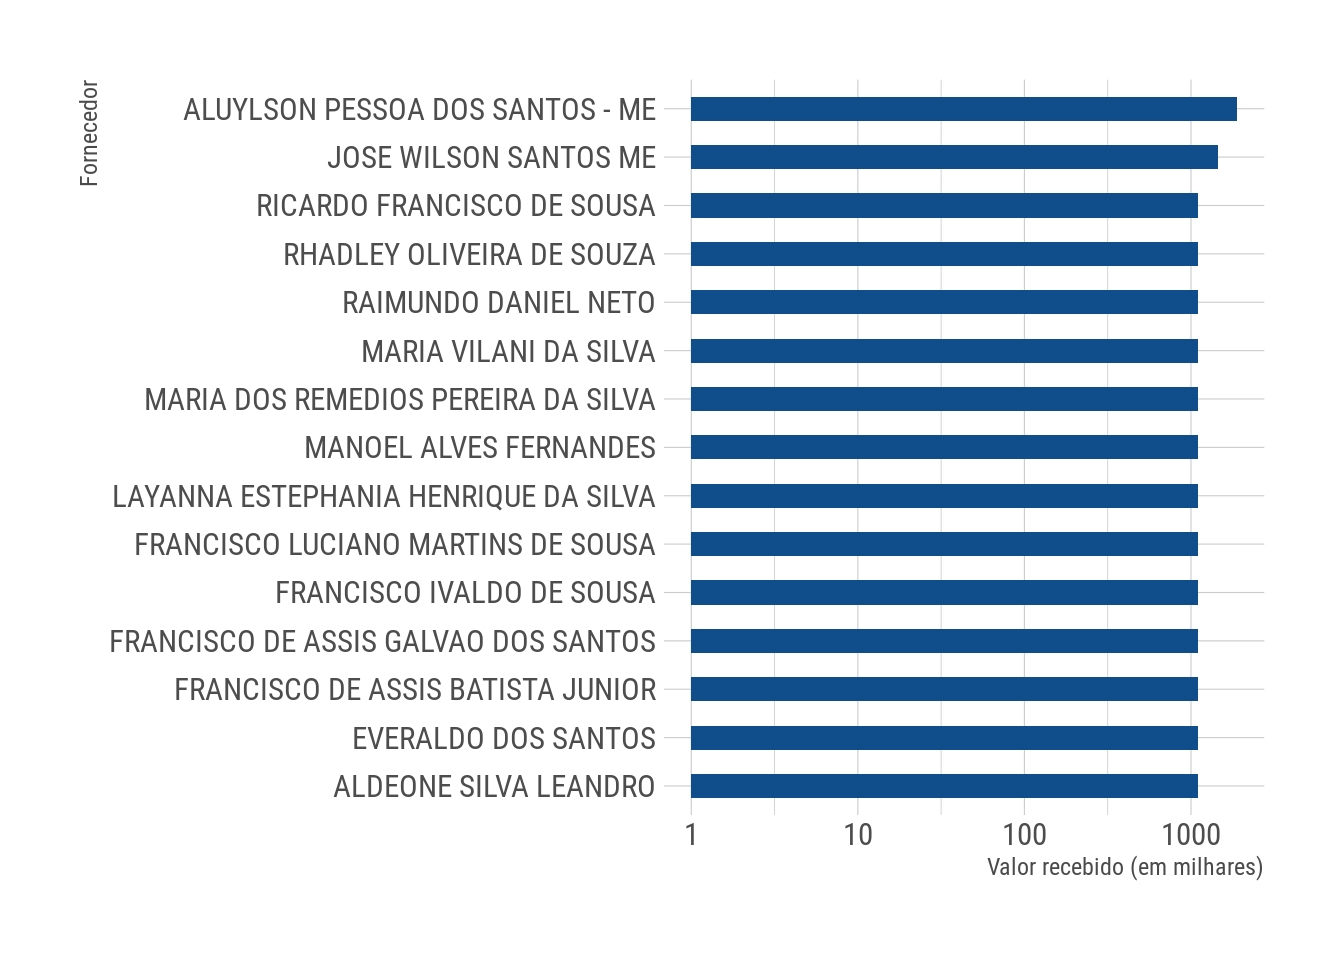 Fornecedor
ALUYLSON PESSOA DOS SANTOS - ME
JOSE WILSON SANTOS ME
RICARDO FRANCISCO DE SOUSA
RHADLEY OLIVEIRA DE SOUZA
RAIMUNDO DANIEL NETO
MARIA VILANI DA SILVA
MARIA DOS REMEDIOS PEREIRA DA SILVA
MANOEL ALVES FERNANDES
LAYANNA ESTEPHANIA HENRIQUE DA SILVA
FRANCISCO LUCIANO MARTINS DE SOUSA
FRANCISCO IVALDO DE SOUSA
FRANCISCO DE ASSIS GALVAO DOS SANTOS
FRANCISCO DE ASSIS BATISTA JUNIOR
EVERALDO DOS SANTOS
ALDEONE SILVA LEANDRO
1 10 100 1000
Valor recebido (em milhares)